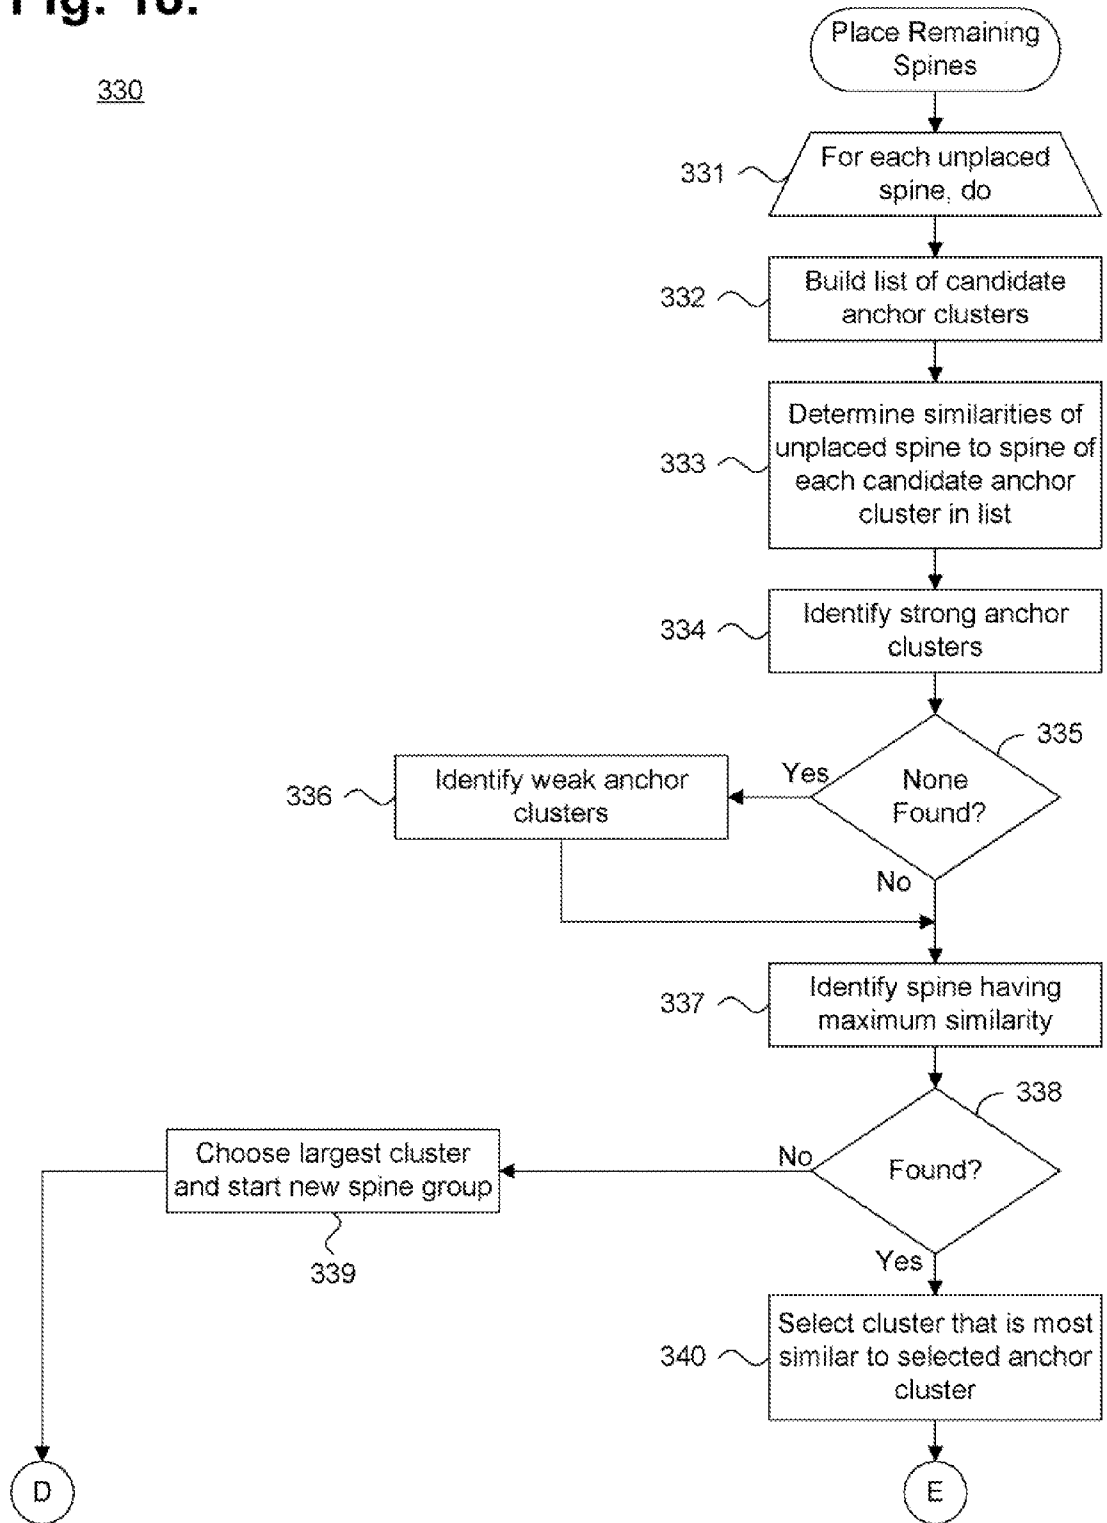 Fig. 18.
330
Place Remaining
Spines
331
For each unplaced
spine, do
332
Build list of candidate
anchor clusters
333
Determine similarities of
unplaced spine to spine of
each candidate anchor
cluster in list
334
Identify strong anchor
clusters
335
None
Found?
Yes
No
336
Identify weak anchor
clusters
337
Identify spine having
maximum similarity
338
Found?
No
Yes
Choose largest cluster
and start new spine group
339
340
Select cluster that is most
similar to selected anchor
cluster
D
E